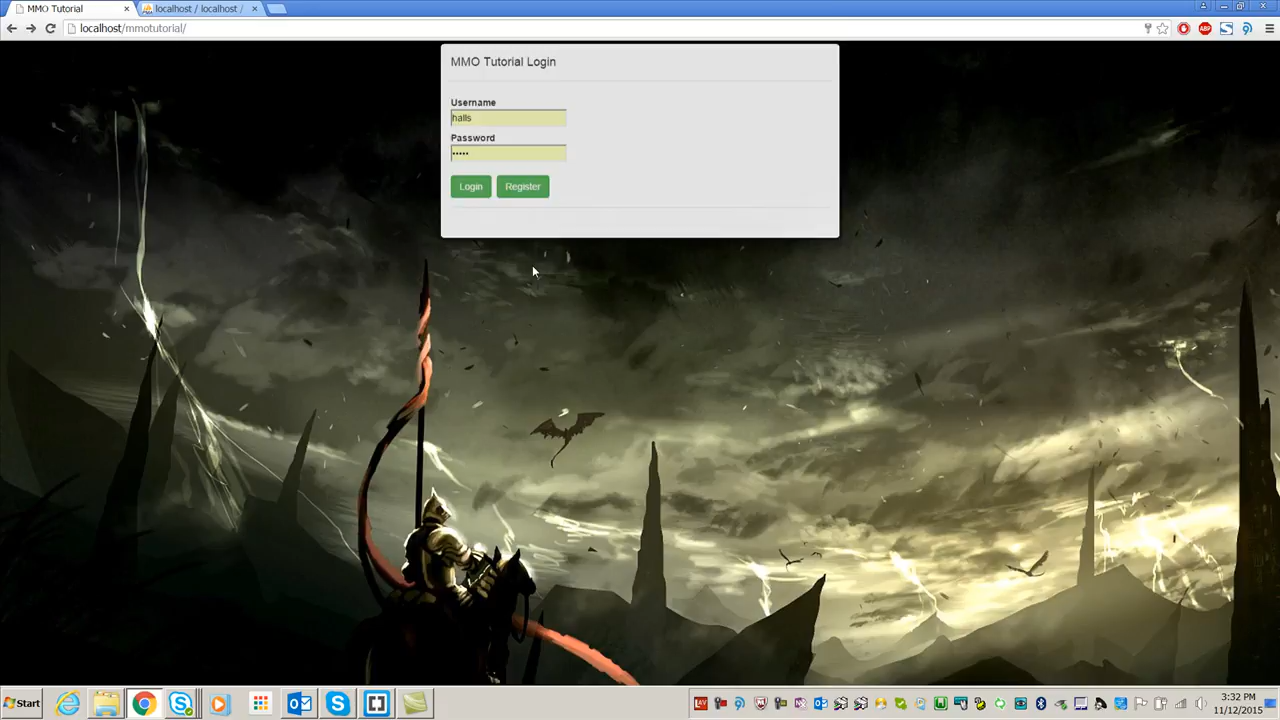 MMO Tutorial
localhost / localhost /
localhost/mmotutorial/
MMO Tutorial Login
Username
halls
Password
•••••
Login Register
Start
3:32 PM
11/12/2015